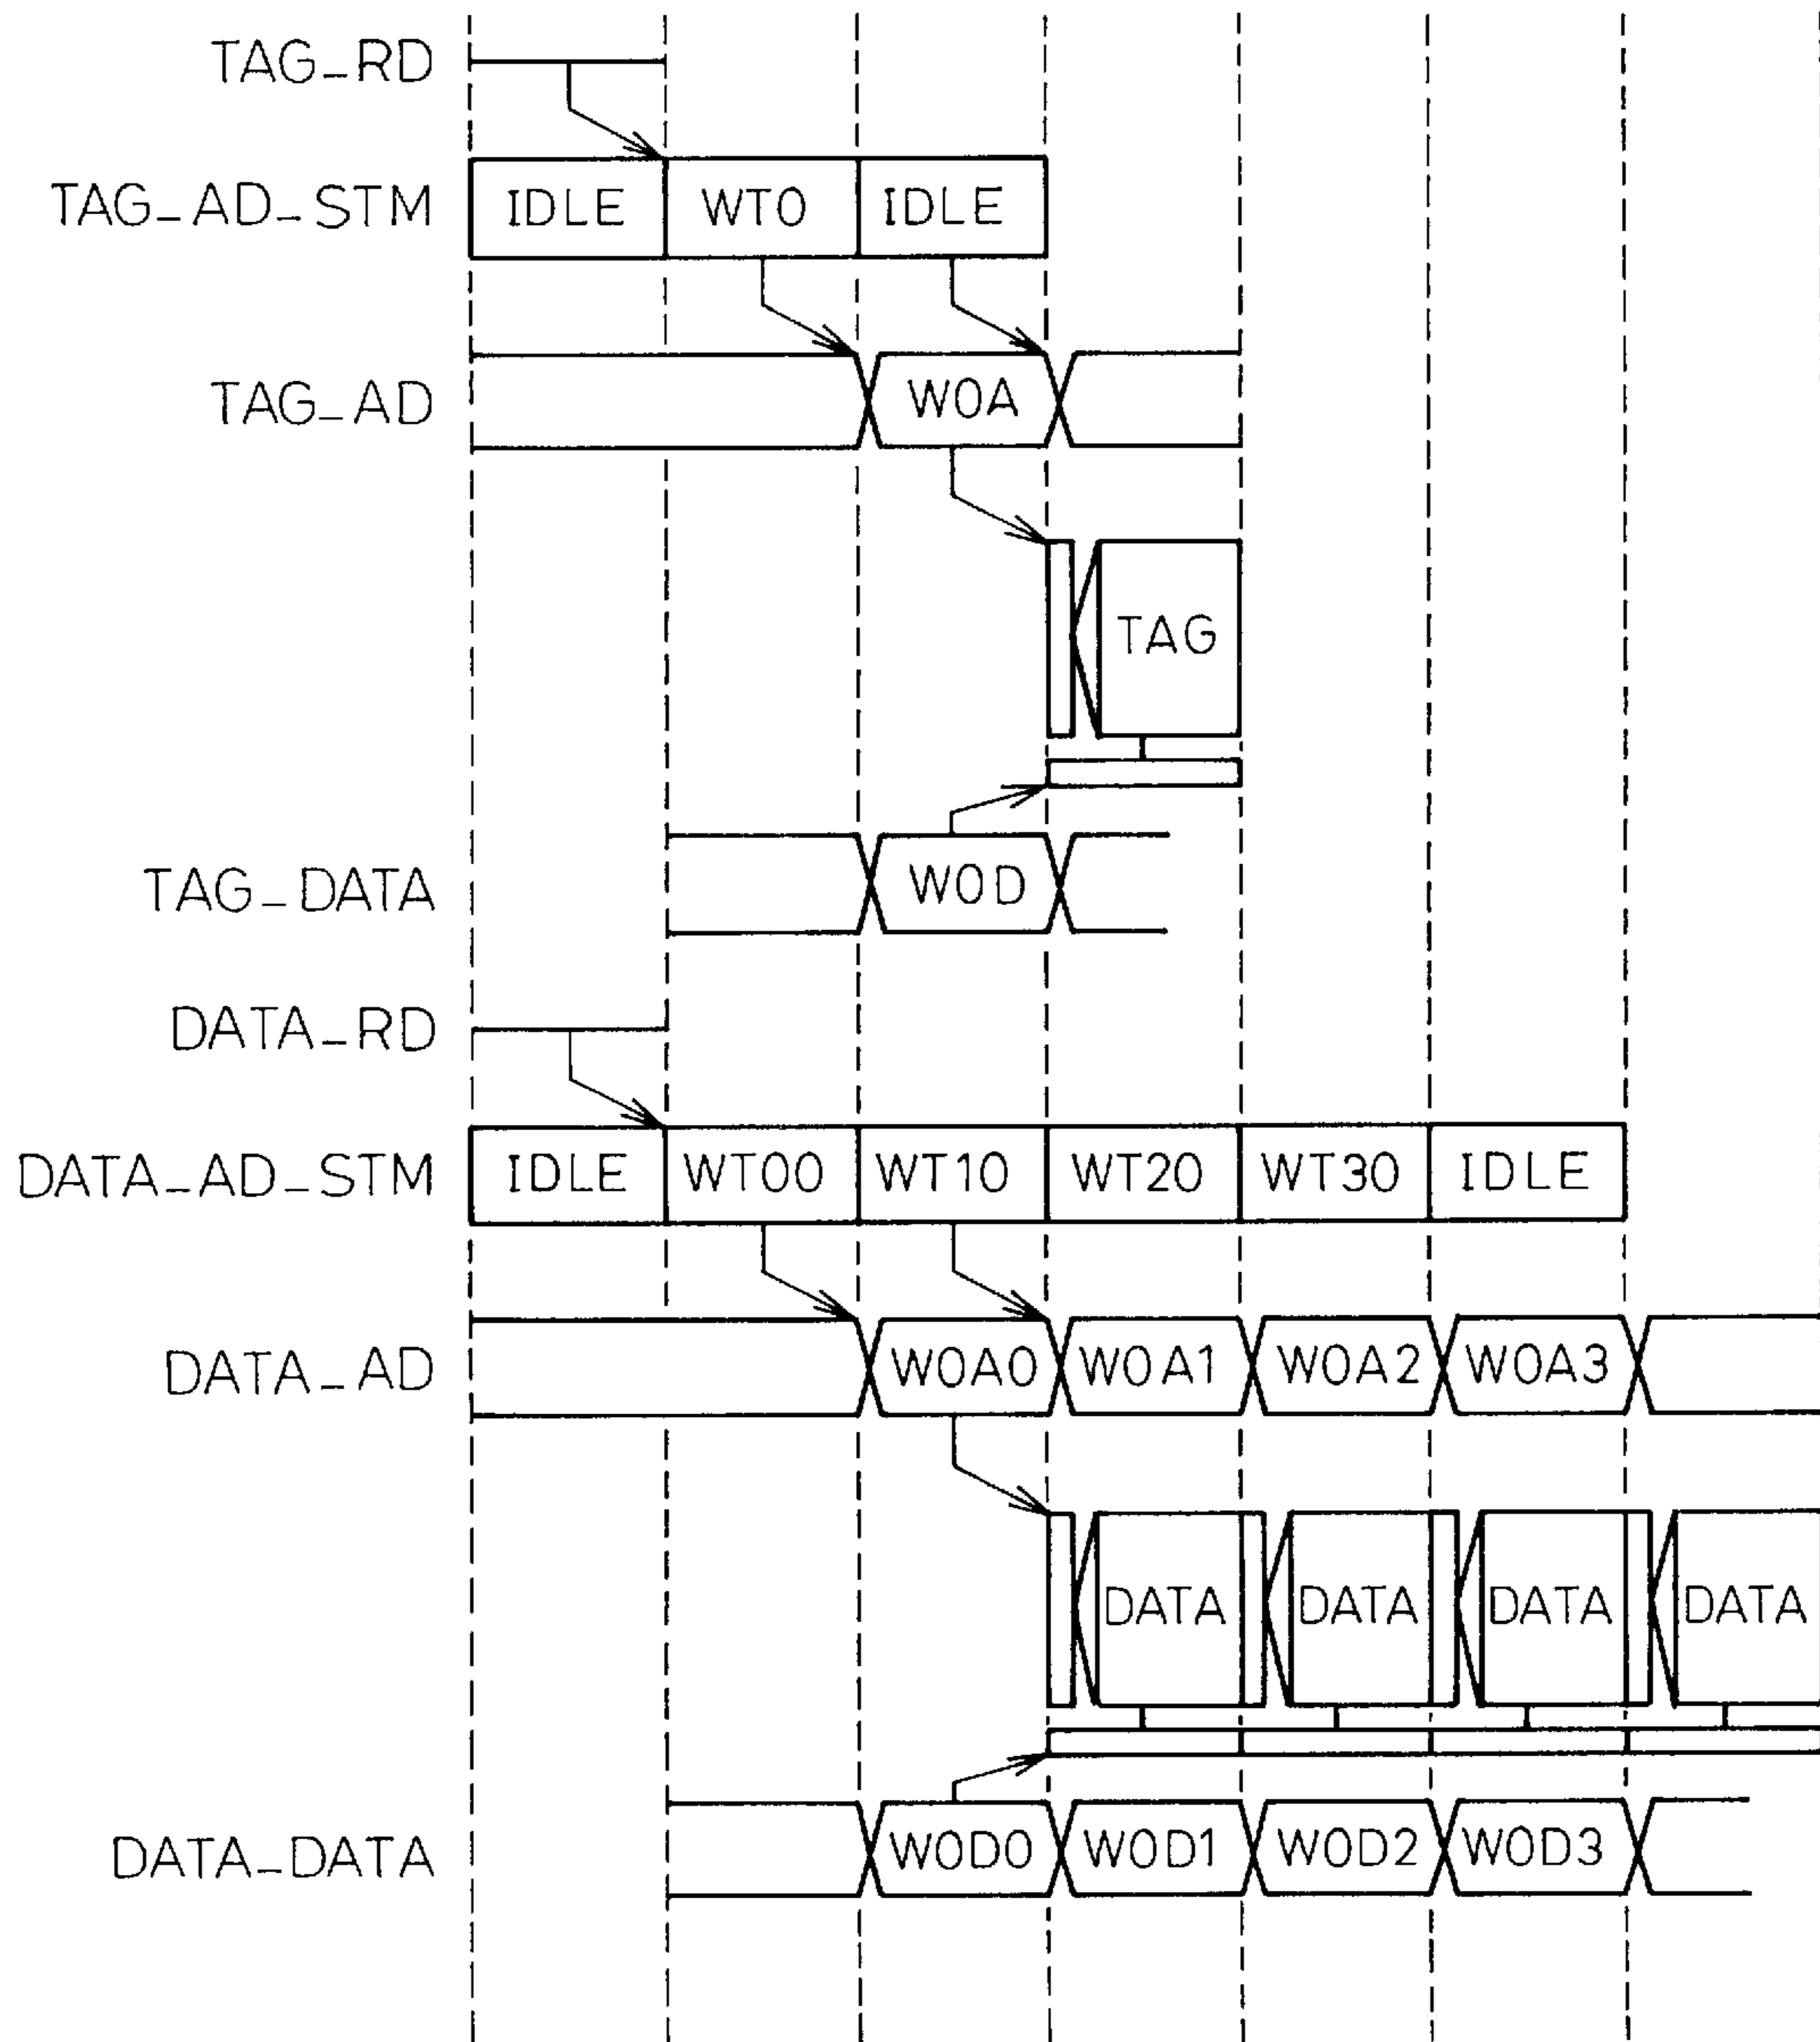 TAG_RD
TAG_AD_STM IDLE WT0 IDLE
TAG_AD W0A
TAG
TAG_DATA W0D
DATA_RD
DATA_AD_STM IDLE WT00 WT10 WT20 WT30 IDLE
DATA_AD W0A0 W0A1 W0A2 W0A3
DATA DATA DATA DATA
DATA_DATA W0D0 W0D1 W0D2 W0D3